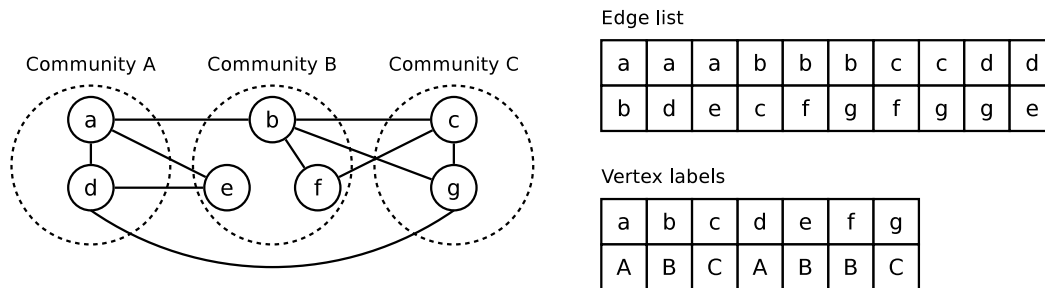 Community A
Community B
Community C
a
b
c
d
e
f
g
Edge list
a a a b b b c c d d
b d e c f g f g g e
Vertex labels
a b c d e f g
A B C A B B C